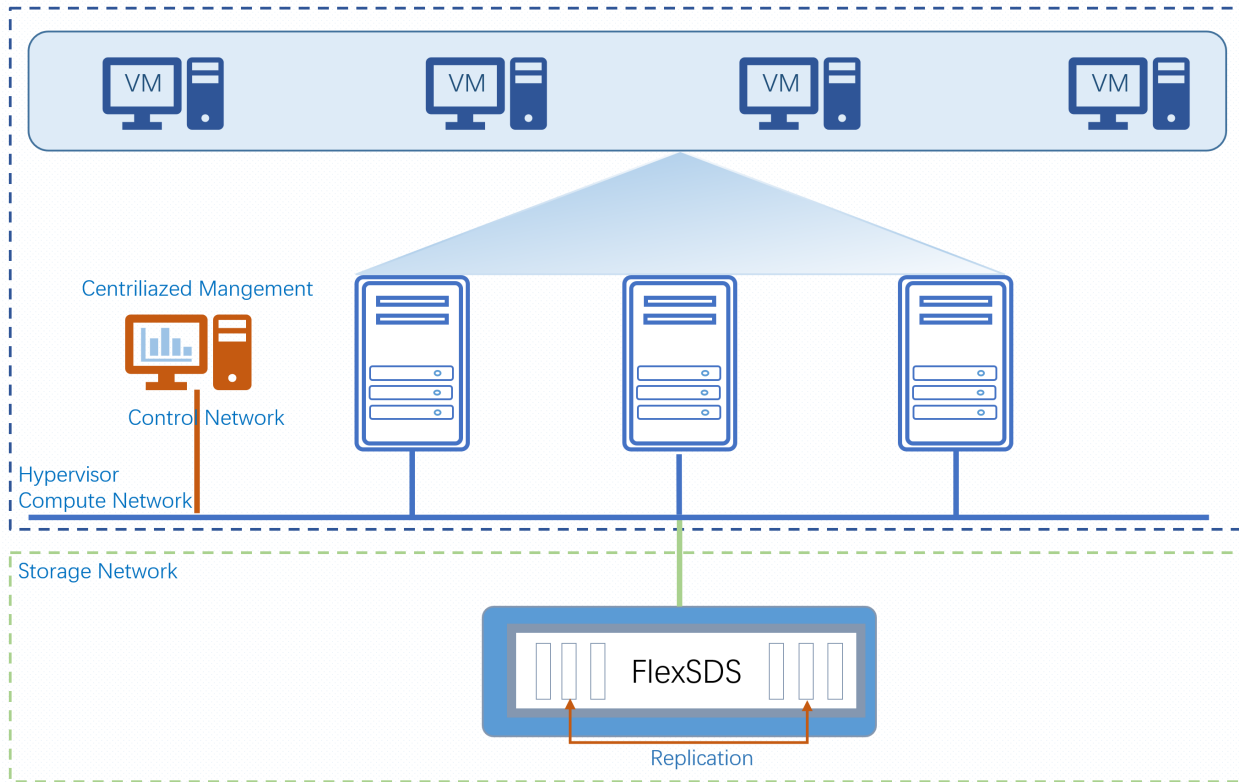 VM
VM
VM
VM
Centriliazed Mangement
Control Network
Hypervisor
Compute Network
Storage Network
FlexSDS
Replication